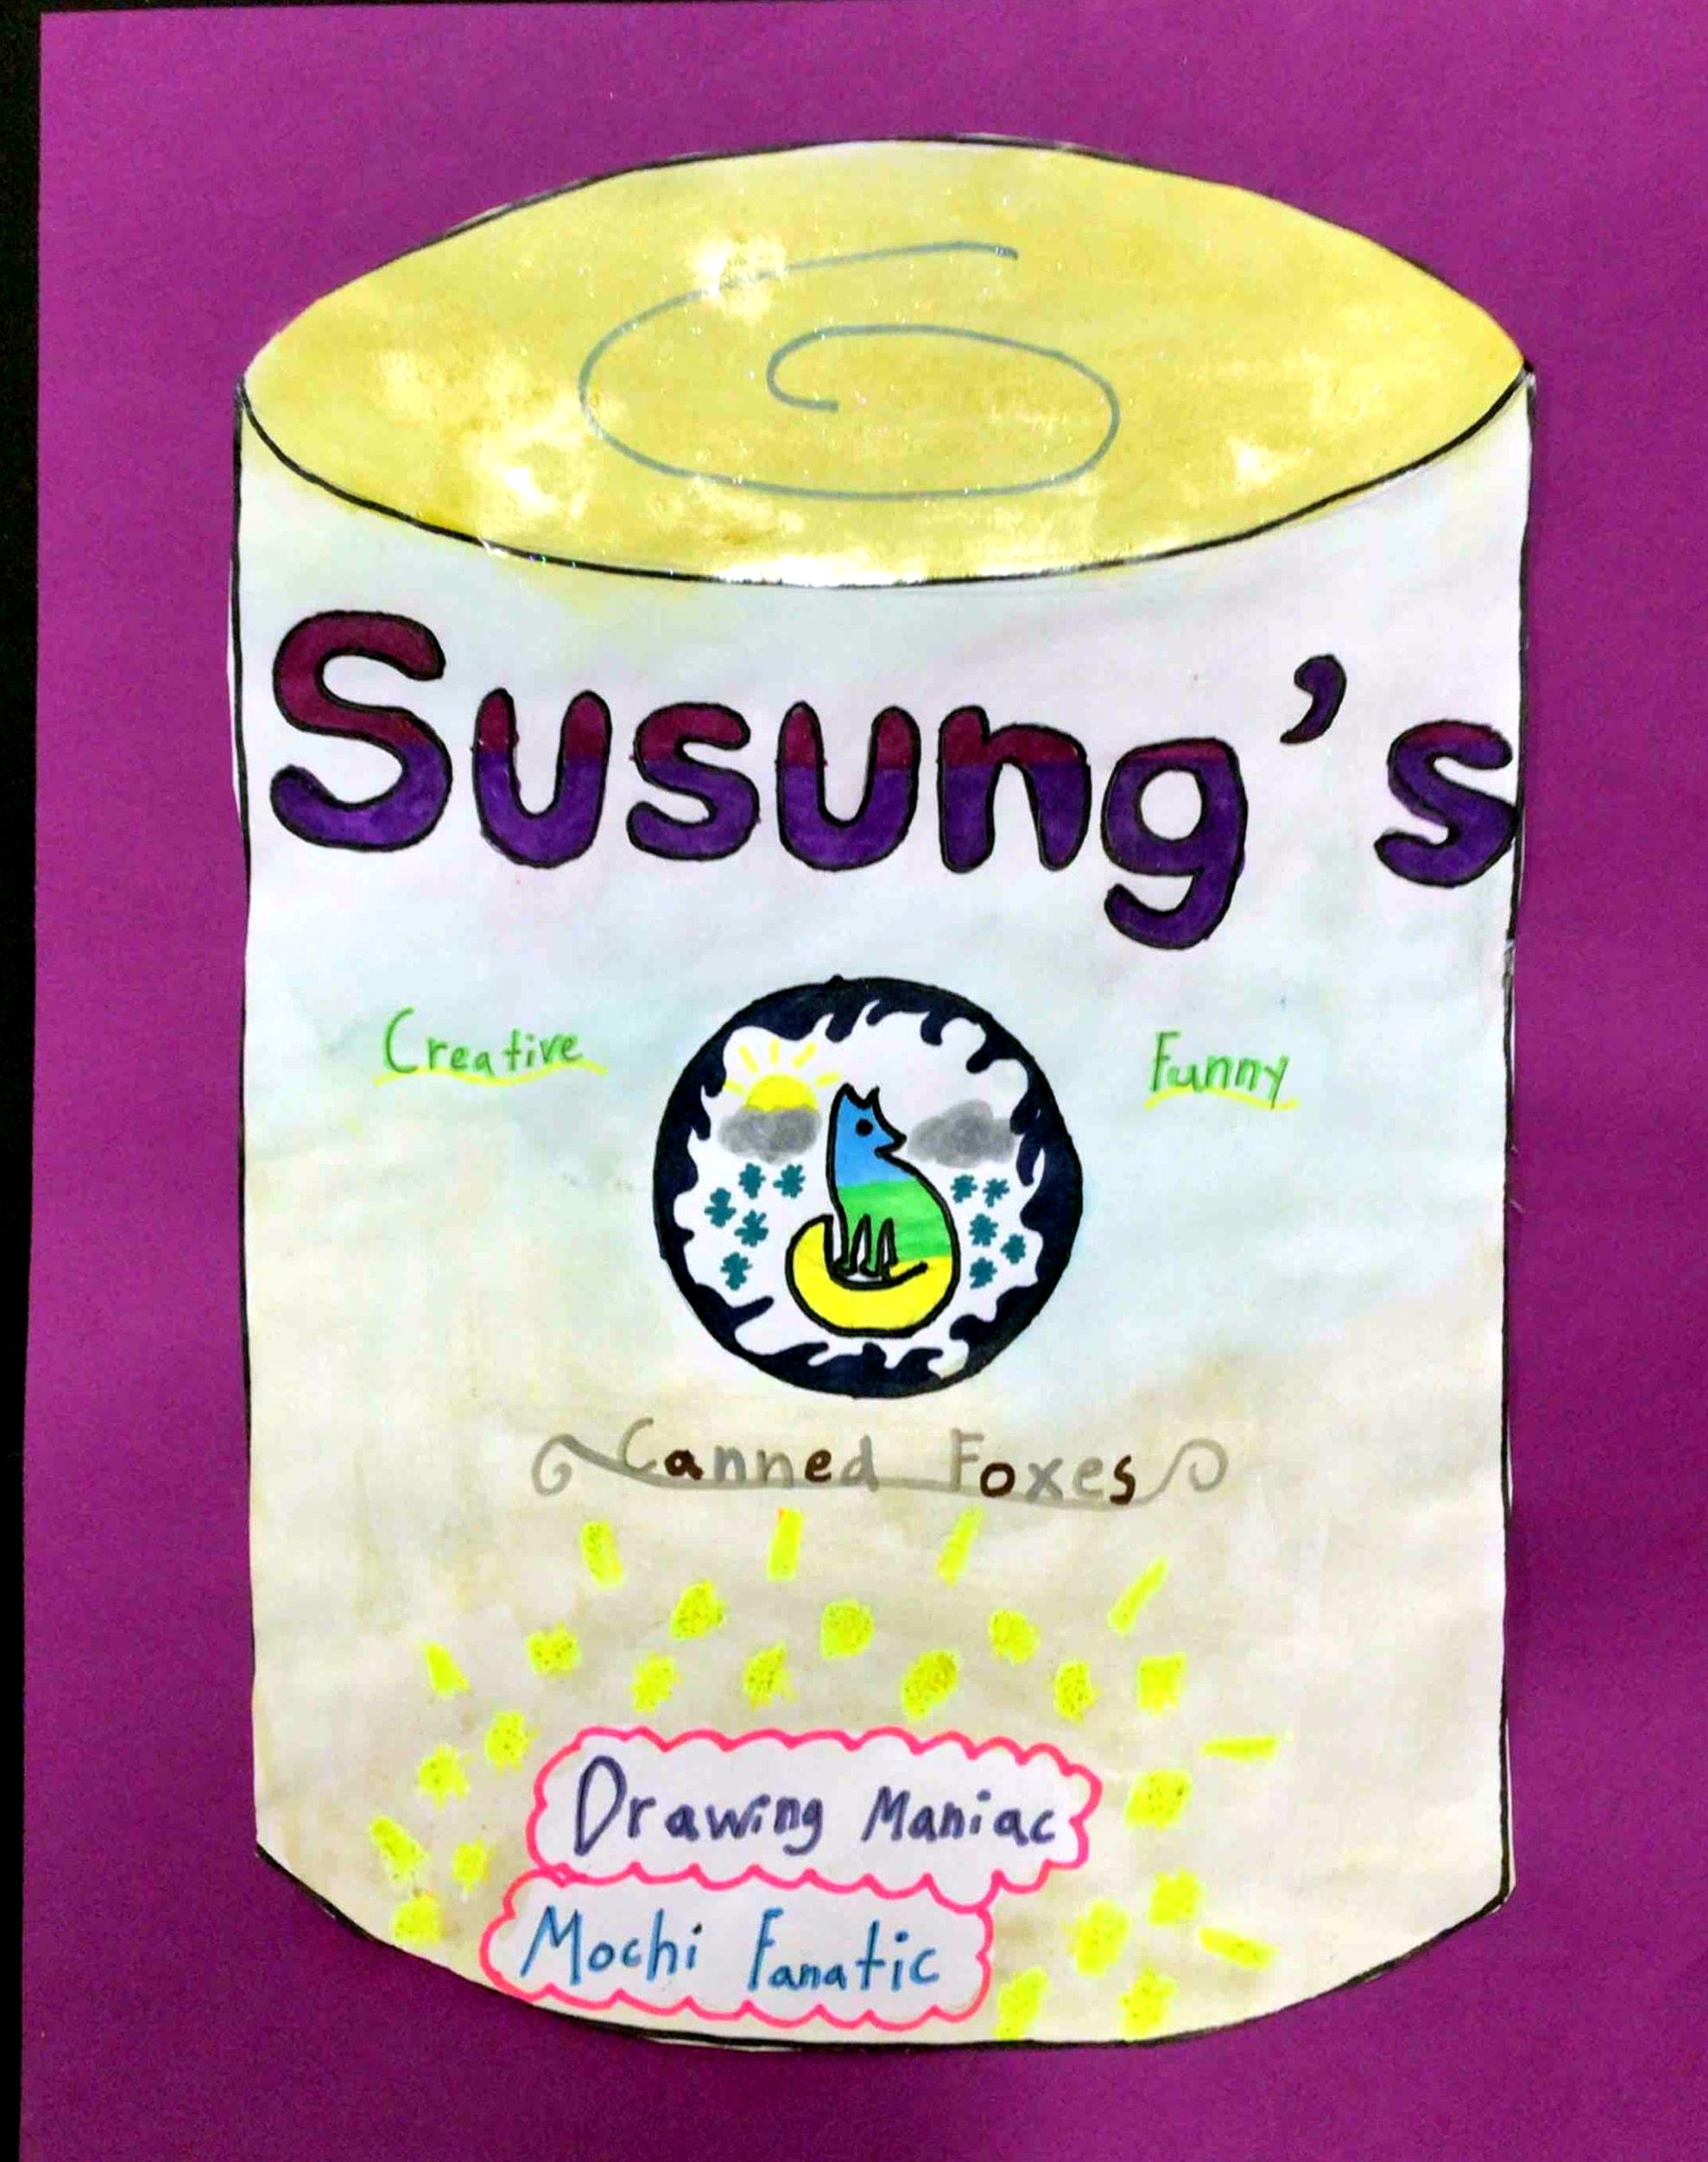 Susung's
Creative Funny
Canned Foxes
Drawing Maniac
Mochi Fanatic